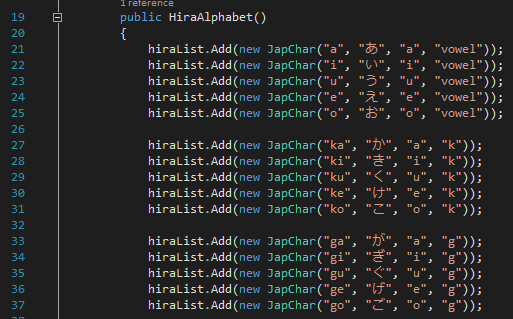 1 reference
19 public HiraAlphabet()
20 {
21 hiraList.Add(new JapChar("a", "あ", "a", "vowel"));
22 hiraList.Add(new JapChar("i", "い", "i", "vowel"));
23 hiraList.Add(new JapChar("u", "う", "u", "vowel"));
24 hiraList.Add(new JapChar("e", "え", "e", "vowel"));
25 hiraList.Add(new JapChar("o", "お", "o", "vowel"));
26
27 hiraList.Add(new JapChar("ka", "か", "a", "k"));
28 hiraList.Add(new JapChar("ki", "き", "i", "k"));
29 hiraList.Add(new JapChar("ku", "く", "u", "k"));
30 hiraList.Add(new JapChar("ke", "け", "e", "k"));
31 hiraList.Add(new JapChar("ko", "こ", "o", "k"));
32
33 hiraList.Add(new JapChar("ga", "が", "a", "g"));
34 hiraList.Add(new JapChar("gi", "ぎ", "i", "g"));
35 hiraList.Add(new JapChar("gu", "ぐ", "u", "g"));
36 hiraList.Add(new JapChar("ge", "げ", "e", "g"));
37 hiraList.Add(new JapChar("go", "ご", "o", "g"));